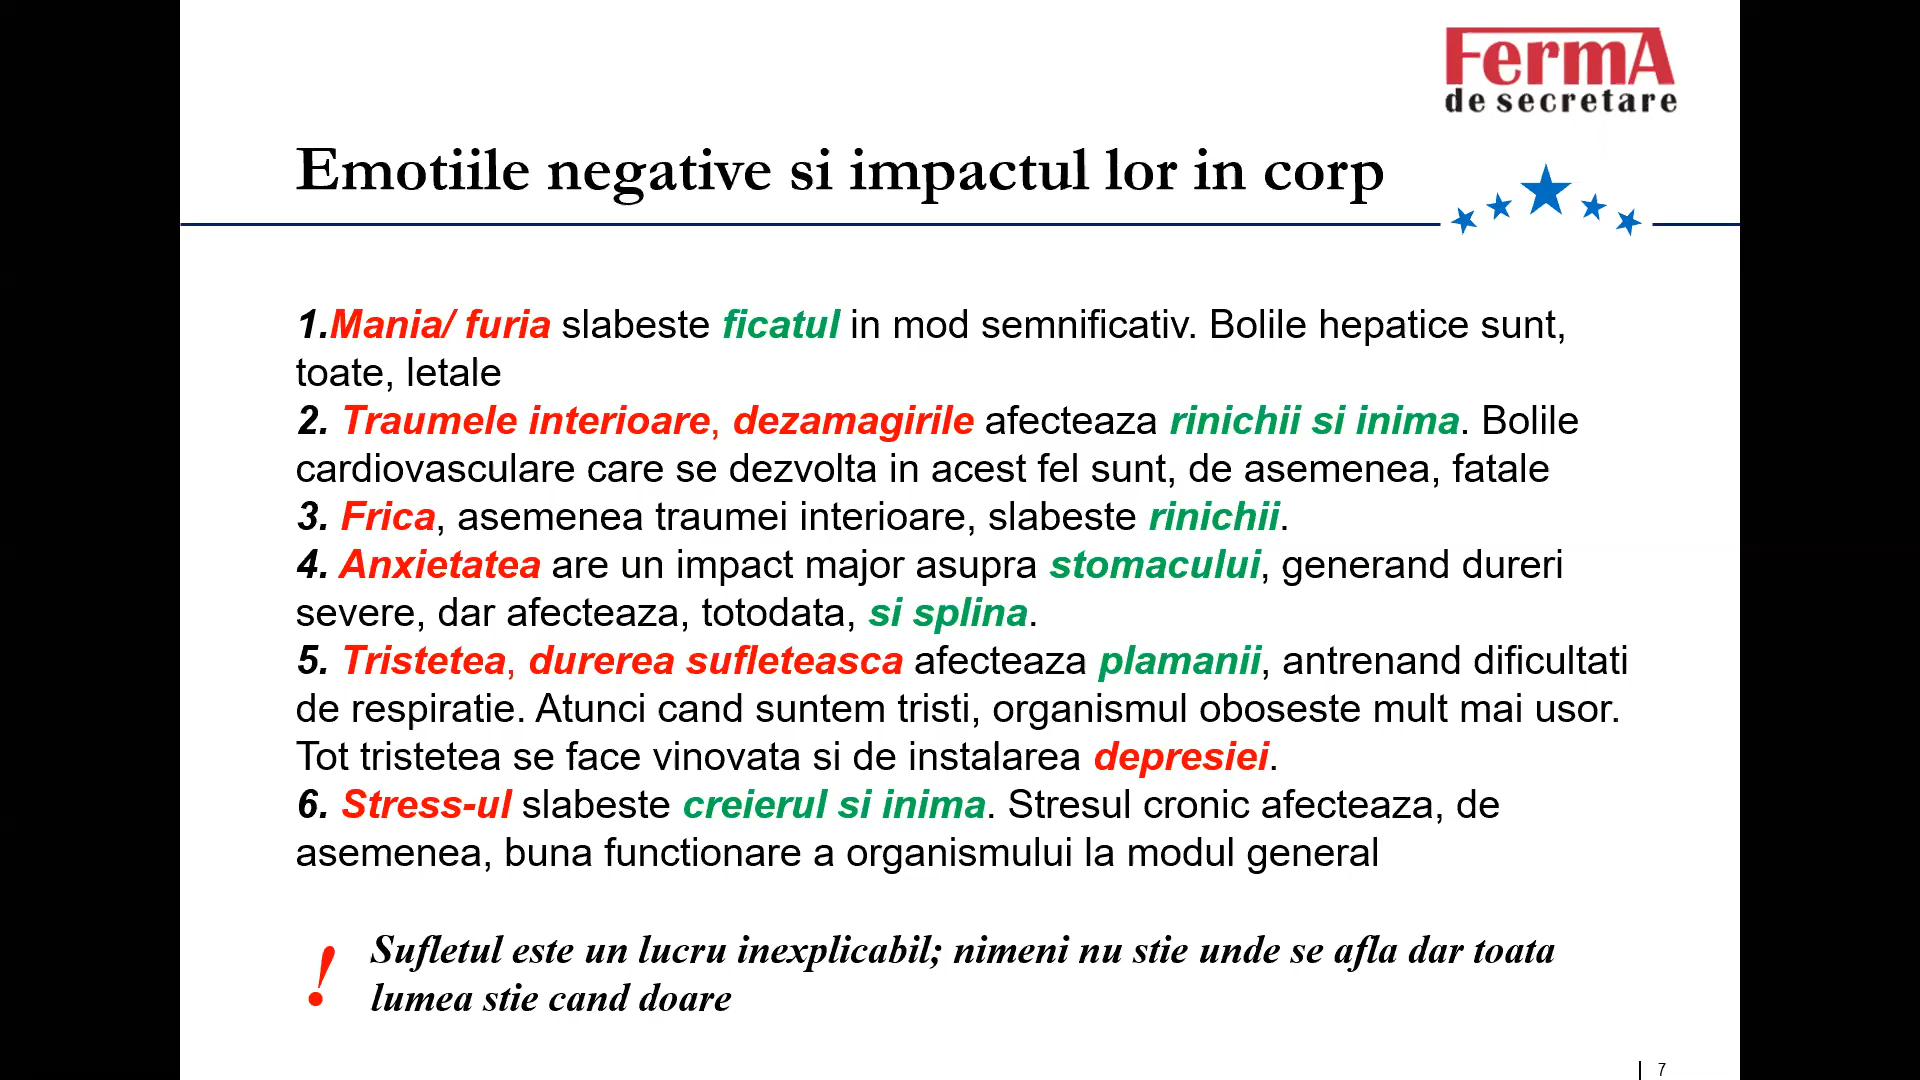 FermA
de secretare
Emotiile negative si impactul lor in corp
1.Mania/ furia slabeste ficatul in mod semnificativ. Bolile hepatice sunt,
toate, letale
2. Traumele interioare, dezamagirile afecteaza rinichii si inima. Bolile
cardiovasculare care se dezvolta in acest fel sunt, de asemenea, fatale
3. Frica, asemenea traumei interioare, slabeste rinichii.
4. Anxietatea are un impact major asupra stomacului, generand dureri
severe, dar afecteaza, totodata, si splina.
5. Tristetea, durerea sufleteasca afecteaza plamanii, antrenand dificultati
de respiratie. Atunci cand suntem tristi, organismul oboseste mult mai usor.
Tot tristetea se face vinovata si de instalarea depresiei.
6. Stress-ul slabeste creierul si inima. Stresul cronic afecteaza, de
asemenea, buna functionare a organismului la modul general
! Sufletul este un lucru inexplicabil; nimeni nu stie unde se afla dar toata
lumea stie cand doare
| 7